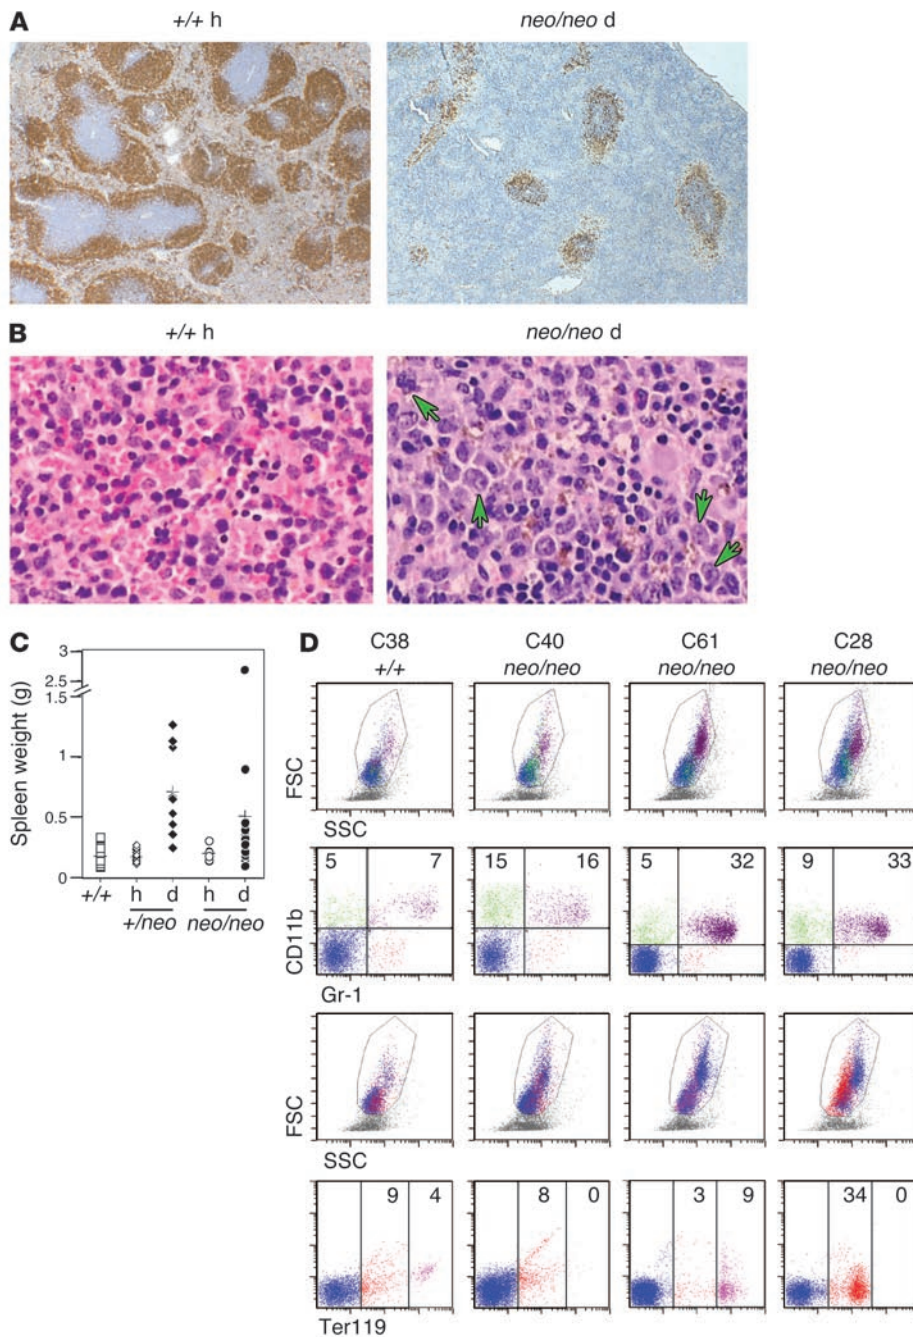 A
+/+ h
neo/neo d
B
+/+ h
neo/neo d
C
Spleen weight (g)
3
2.5
1.5
1
0.5
0
+/+
h
d
h
d
+/neo
neo/neo
D
C38
C40
C61
C28
+/+
neo/neo
neo/neo
neo/neo
FSC
SSC
5
7
15
16
5
32
9
33
CD11b
Gr-1
FSC
SSC
9
4
8
0
3
9
34
0
Ter119